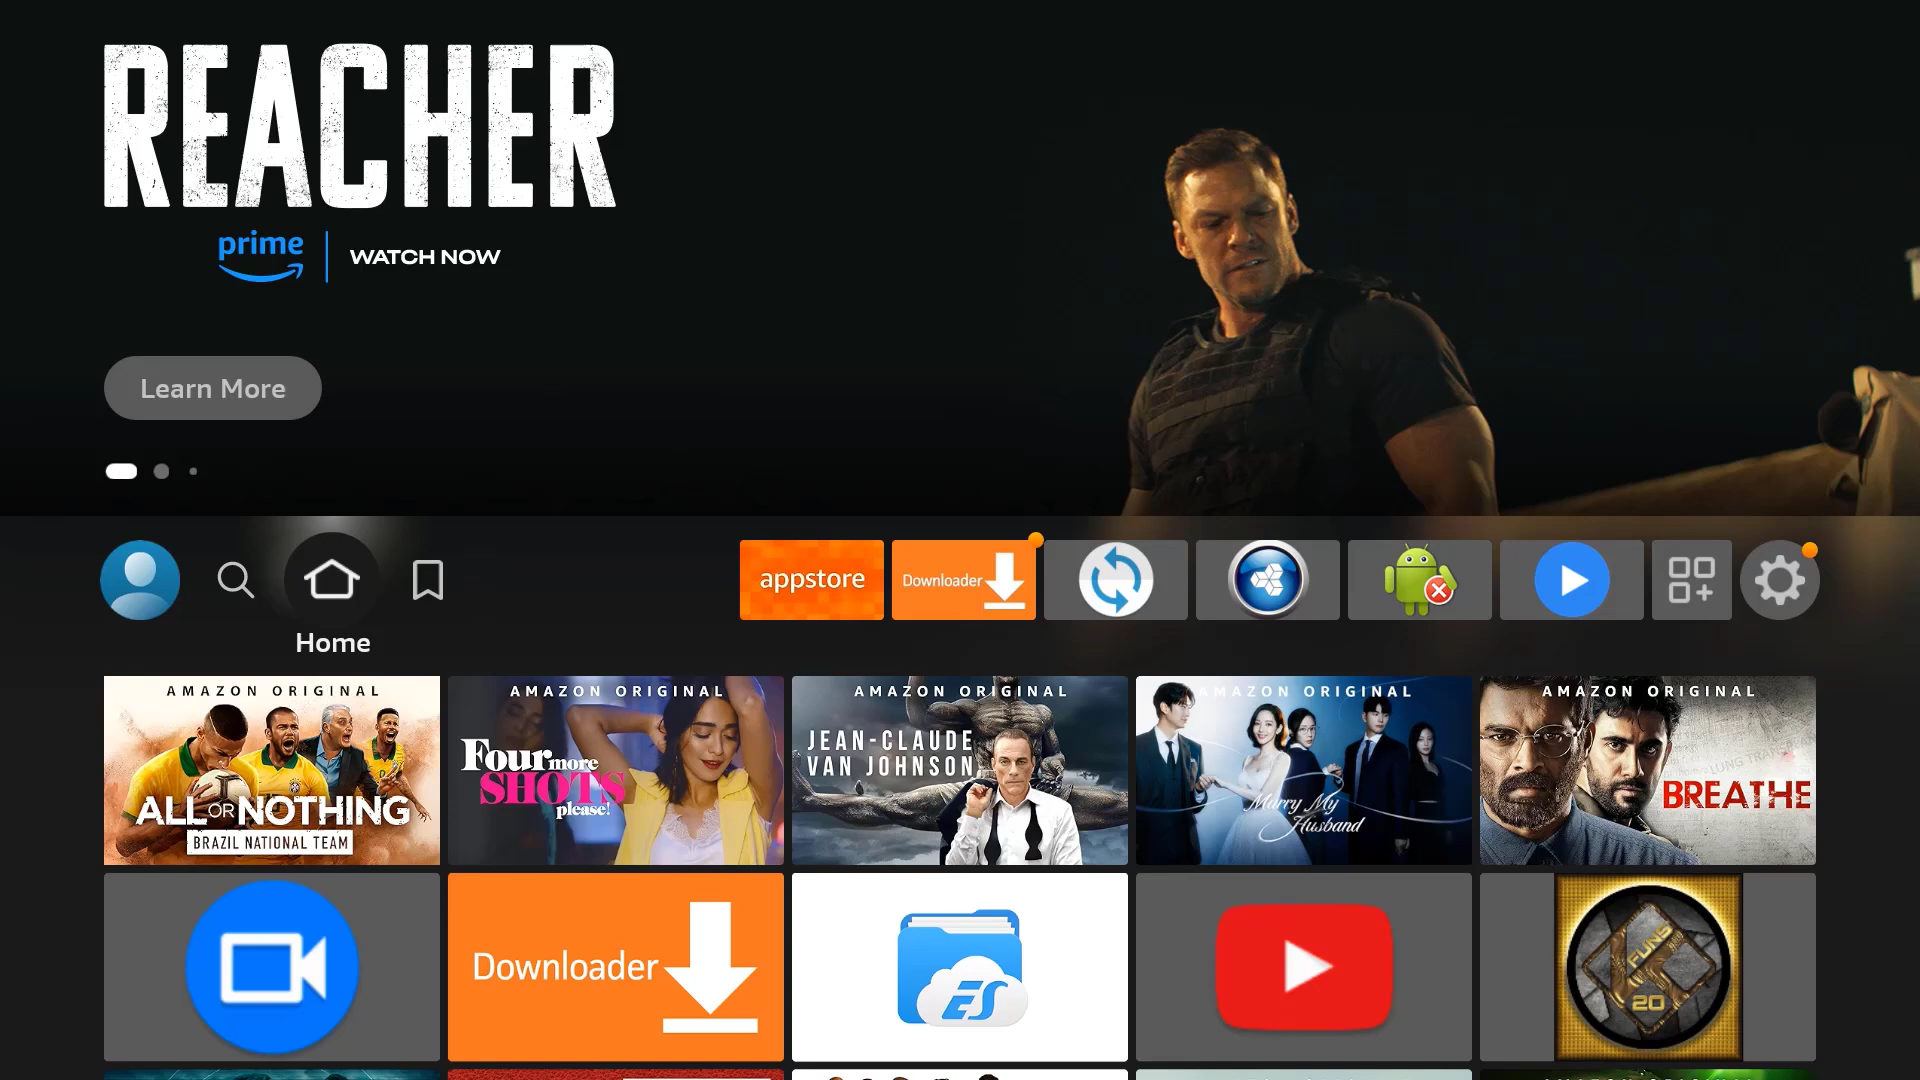 REACHER
prime
WATCH NOW
Learn More
appstore
Downloader
Home
AMAZON ORIGINAL
ALL OR NOTHING
BRAZIL NATIONAL TEAM
AMAZON ORIGINAL
Four more
SHOTS
please!
AMAZON ORIGINAL
JEAN-CLAUDE
VAN JOHNSON
AMAZON ORIGINAL
Marry My
Husband
AMAZON ORIGINAL
BREATHE
Downloader
ES
FUNS
20